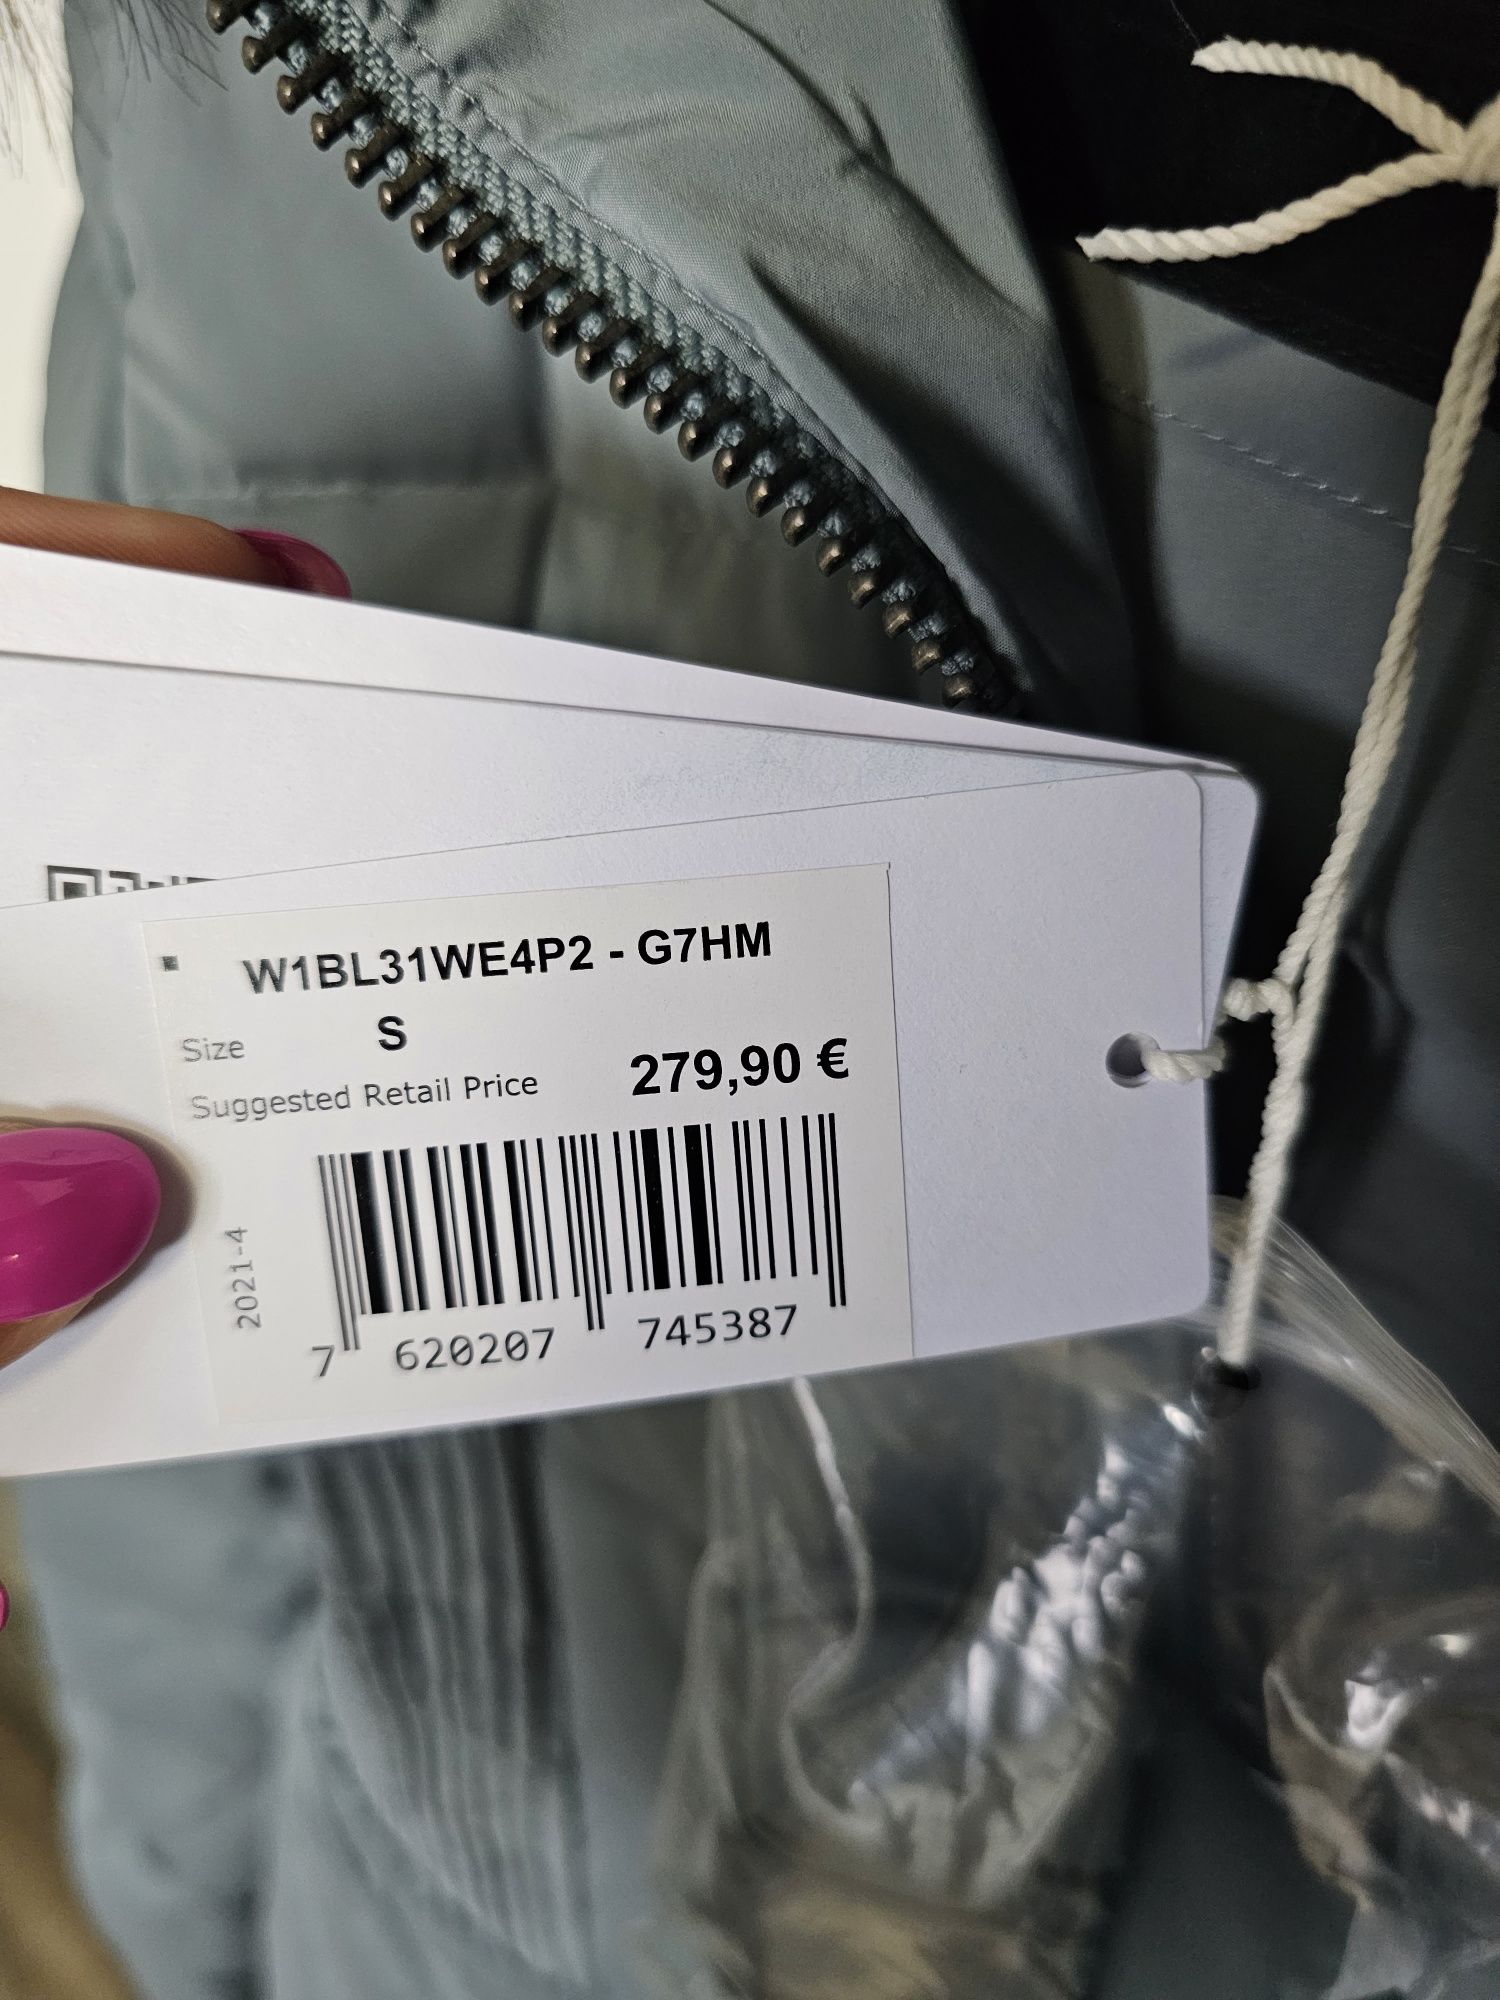 W1BL31WE4P2 - G7HM
Size S
Suggested Retail Price 279,90 €
2021-4
7 620207 745387